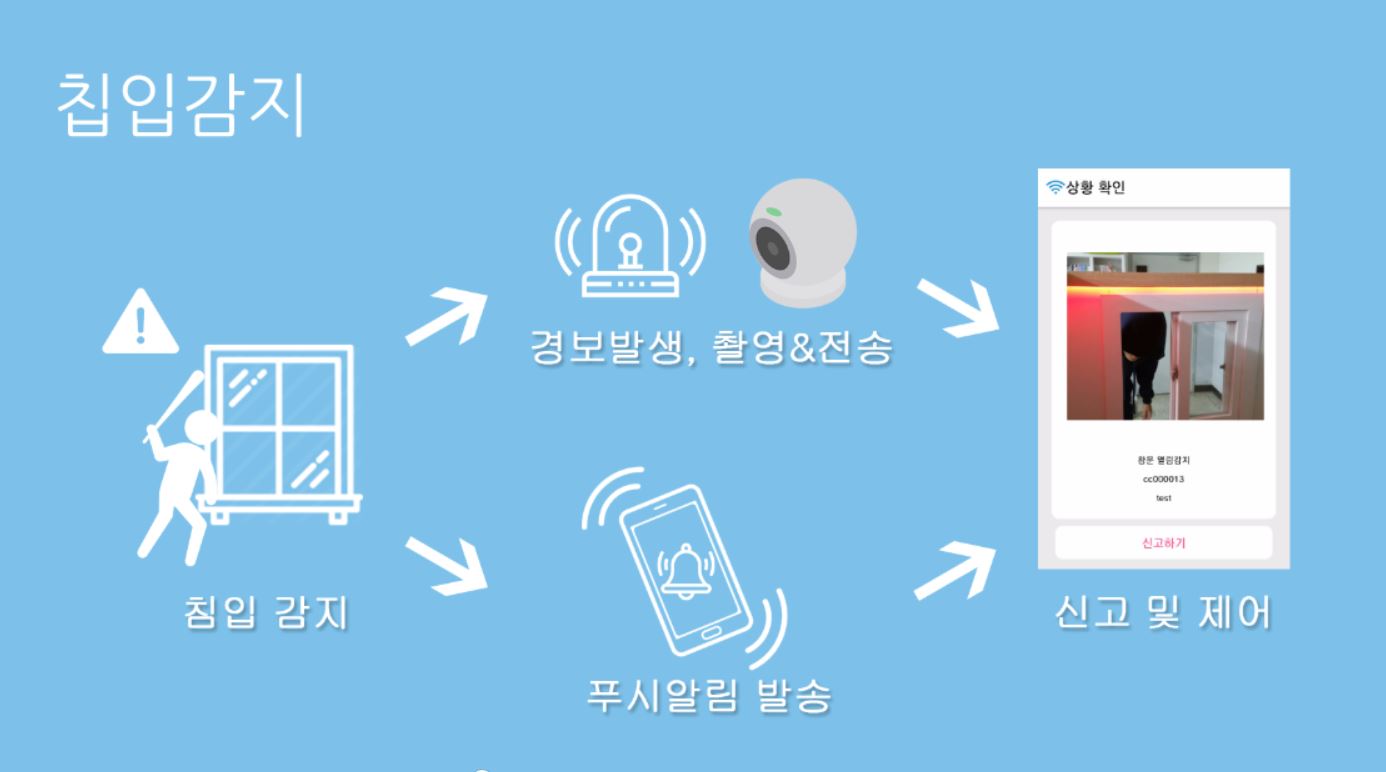 칩입감지
경보발생, 촬영&전송
침입 감지
푸시알림 발송
상황 확인
창문 열림감지
cc000013
test
신고하기
신고 및 제어